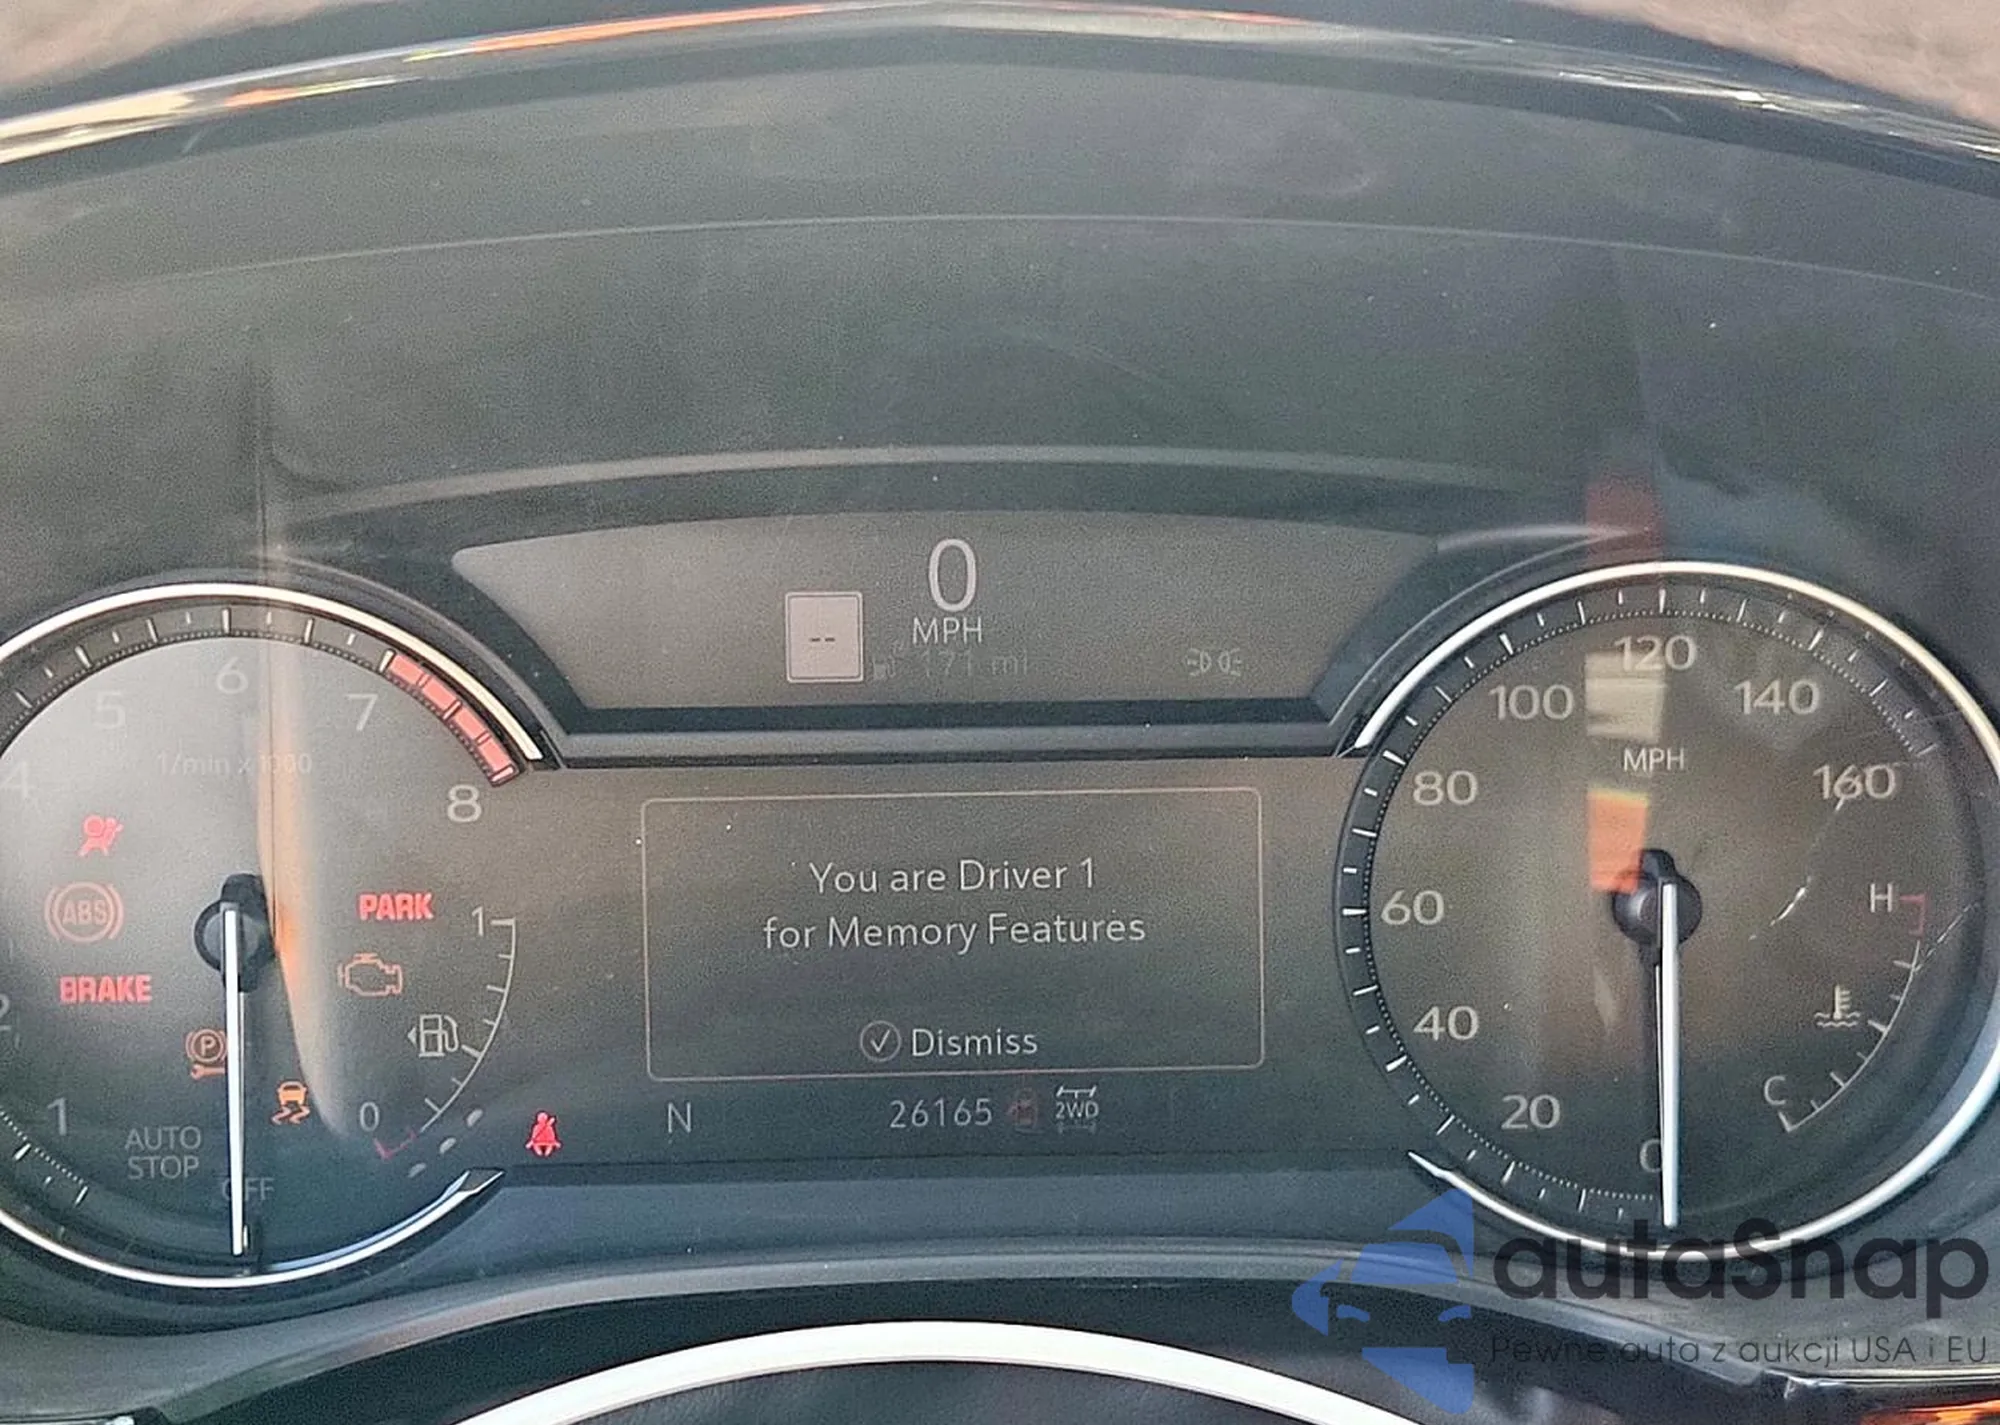 0
--
MPH
171 mi
6
5
7
4
8
1/min x 1000
ABS
BRAKE
PARK
1
P
2
1
0
AUTO
STOP
OFF
You are Driver 1
for Memory Features
Dismiss
N
26165
2WD
120
100
140
MPH
80
160
60
H
40
C
20
0
autaSnap
Pewne auta z aukcji USA i EU